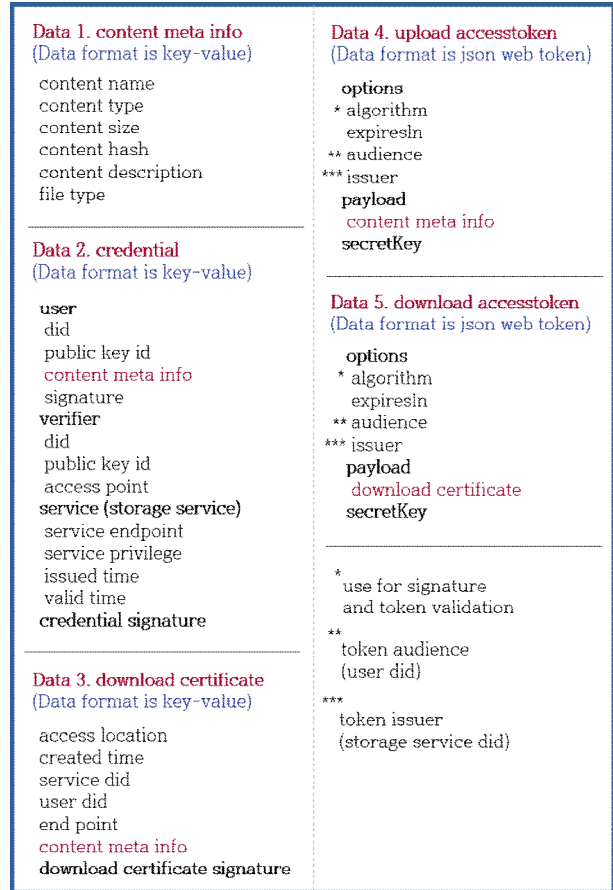 Data 1. content meta info
(Data format is key-value)
content name
content type
content size
content hash
content description
file type
Data 2. credential
(Data format is key-value)
user
did
public key id
content meta info
signature
verifier
did
public key id
access point
service (storage service)
service endpoint
service privilege
issued time
valid time
credential signature
Data 3. download certificate
(Data format is key-value)
access location
created time
service did
user did
end point
content meta info
download certificate signature
Data 4. upload accesstoken
(Data format is json web token)
options
* algorithm
expiresIn
** audience
*** issuer
payload
content meta info
secretKey
Data 5. download accesstoken
(Data format is json web token)
options
* algorithm
expiresIn
** audience
*** issuer
payload
download certificate
secretKey
*
use for signature
and token validation
**
token audience
(user did)
***
token issuer
(storage service did)